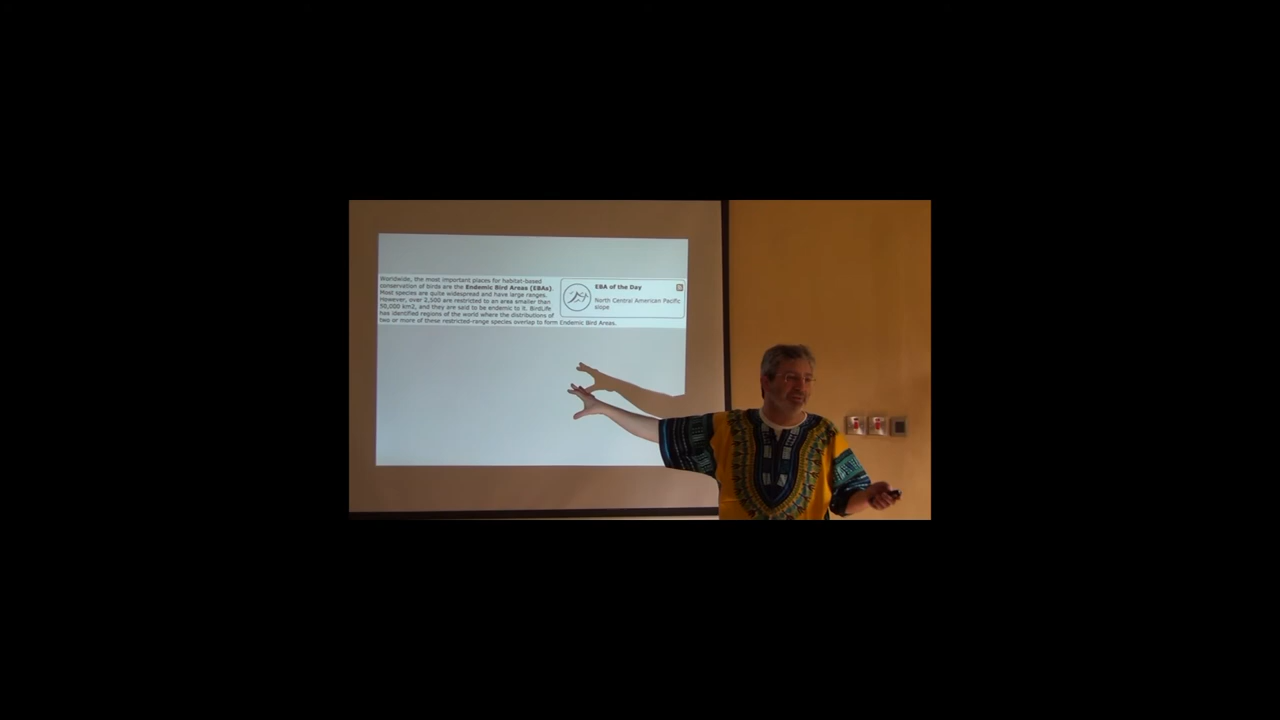 Worldwide, the most important places for habitat-based
conservation of birds are the Endemic Bird Areas (EBAs).
Most species are quite widespread and have large ranges.
However, over 2,500 are restricted to an area smaller than
50,000 km2, and they are said to be endemic to it. BirdLife
has identified regions of the world where the distributions of
two or more of these restricted-range species overlap to form Endemic Bird Areas.
EBA of the Day
North Central American Pacific
slope